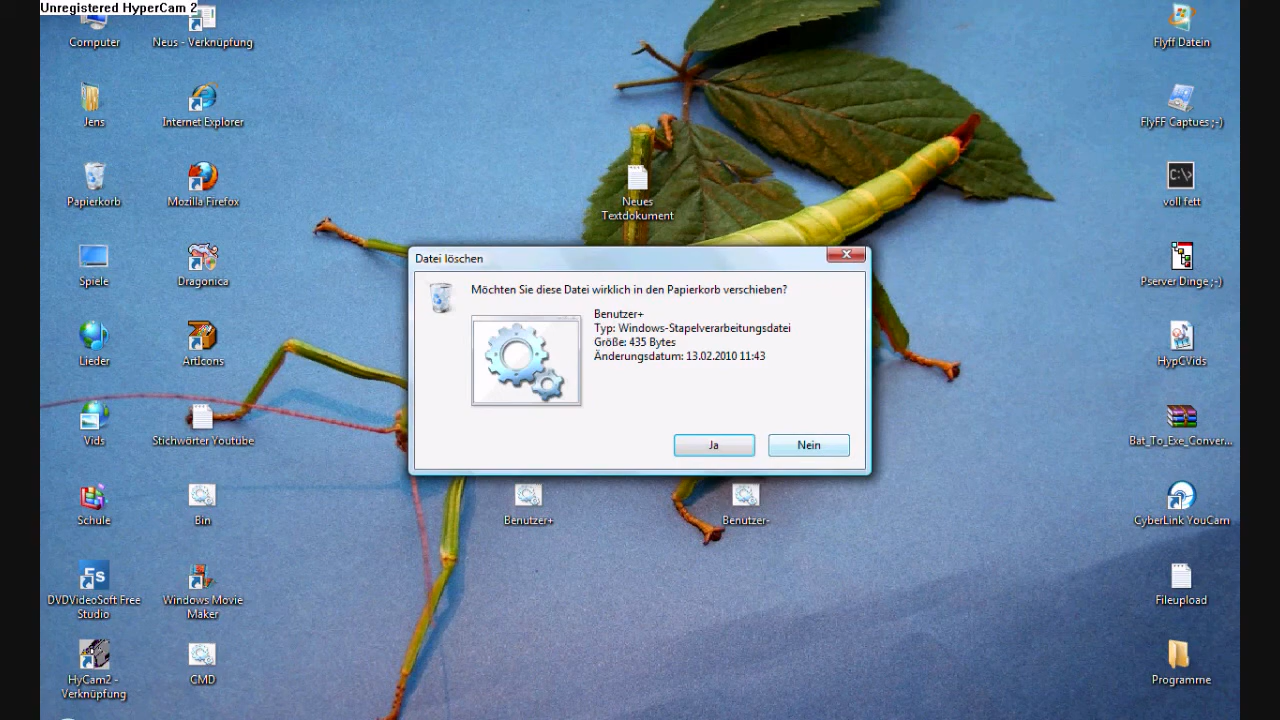 Unregistered HyperCam 2
Computer
Neus - Verknüpfung
Flyff Datein
Jens
Internet Explorer
FlyFF Captues ;-)
Papierkorb
Mozilla Firefox
Neues
Textdokument
voll fett
Spiele
Dragonica
Pserver Dinge ;-)
Datei löschen
Möchten Sie diese Datei wirklich in den Papierkorb verschieben?
Benutzer+
Typ: Windows-Stapelverarbeitungsdatei
Größe: 435 Bytes
Änderungsdatum: 13.02.2010 11:43
Ja
Nein
Lieder
ArtIcons
HypCVids
Vids
Stichwörter Youtube
Bat_To_Exe_Conver...
Schule
Bin
Benutzer+
Benutzer-
CyberLink YouCam
DVDVideoSoft Free
Studio
Windows Movie
Maker
Fileupload
HyCam2 -
Verknüpfung
CMD
Programme
C:\>
Fs